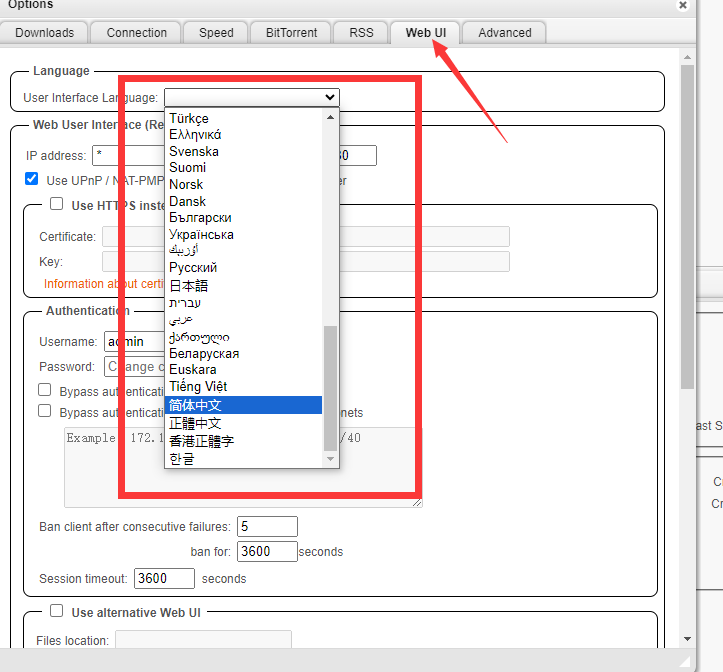 Options
Downloads Connection Speed BitTorrent RSS Web UI Advanced
Language
User Interface Language:
Türkçe
Ελληνικά
Svenska
Suomi
Norsk
Dansk
Български
Українська
أۇزبېك
Русский
日本語
עברית
عربي
ქართული
Беларуская
Euskara
Tiếng Việt
简体中文
正體中文
香港正體字
한글
Web User Interface (Re
IP address: *
Use UPnP / NAT-PMP
Use HTTPS inste
Certificate:
Key:
Information about certi
Authentication
Username: admin
Password: Change c
Bypass authenticati
Bypass authenticati nets
Example: 172.1 /40
Ban client after consecutive failures: 5
ban for: 3600 seconds
Session timeout: 3600 seconds
Use alternative Web UI
Files location: